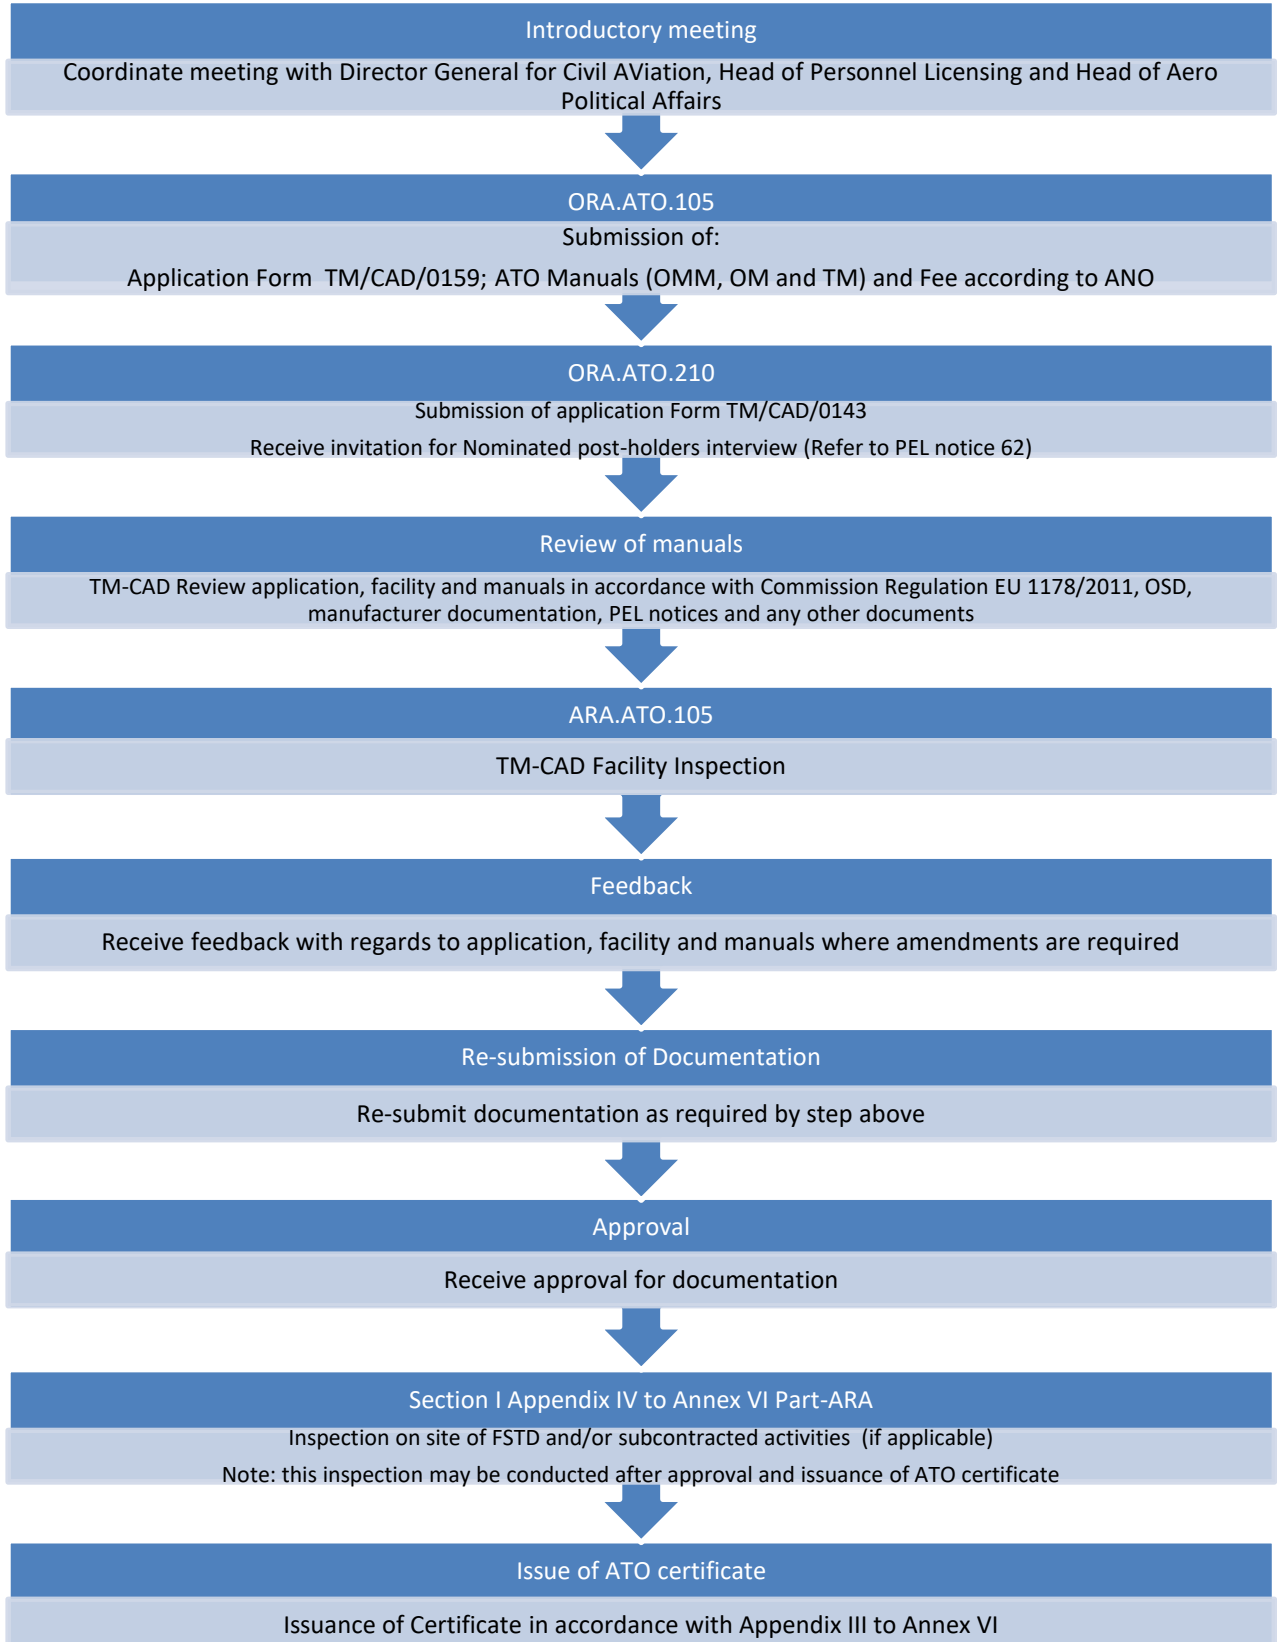 Introductory meeting
Coordinate meeting with Director General for Civil AViation, Head of Personnel Licensing and Head of Aero
Political Affairs
ORA.ATO.105
Submission of:
Application Form TM/CAD/0159; ATO Manuals (OMM, OM and TM) and Fee according to ANO
ORA.ATO.210
Submission of application Form TM/CAD/0143
Receive invitation for Nominated post-holders interview (Refer to PEL notice 62)
Review of manuals
TM-CAD Review application, facility and manuals in accordance with Commission Regulation EU 1178/2011, OSD,
manufacturer documentation, PEL notices and any other documents
ARA.ATO.105
TM-CAD Facility Inspection
Feedback
Receive feedback with regards to application, facility and manuals where amendments are required
Re-submission of Documentation
Re-submit documentation as required by step above
Approval
Receive approval for documentation
Section I Appendix IV to Annex VI Part-ARA
Inspection on site of FSTD and/or subcontracted activities (if applicable)
Note: this inspection may be conducted after approval and issuance of ATO certificate
Issue of ATO certificate
Issuance of Certificate in accordance with Appendix III to Annex VI